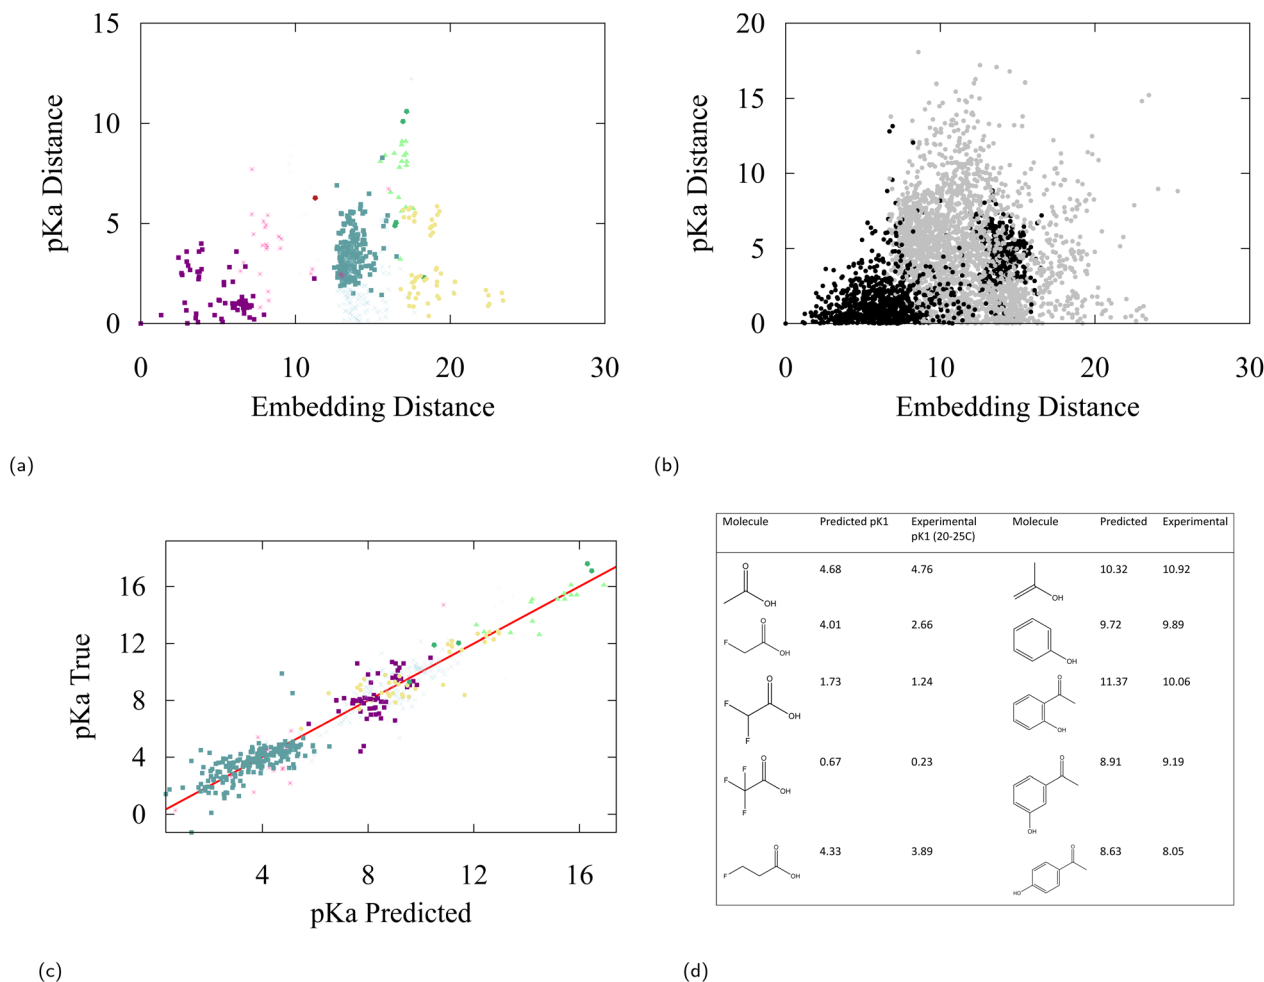 15
10
5
0
0
10
20
30
pKa Distance
Embedding Distance
(a)
20
15
10
5
0
0
10
20
30
pKa Distance
Embedding Distance
(b)
16
12
8
4
0
4
8
12
16
pKa True
pKa Predicted
(c)
Molecule Predicted pK1 Experimental pK1 (20-25C) Molecule Predicted Experimental
O OH 4.68 4.76 OH 10.32 10.92
F O OH 4.01 2.66 OH 9.72 9.89
F F O OH 1.73 1.24 O OH 11.37 10.06
F F F O OH 0.67 0.23 O OH 8.91 9.19
F O OH 4.33 3.89 O HO 8.63 8.05
(d)